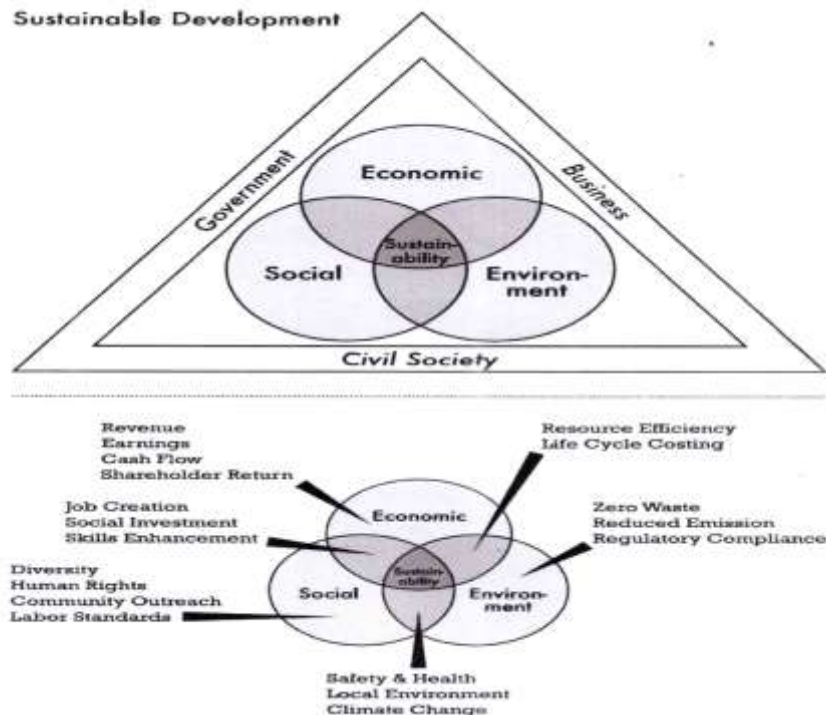 Sustainable Development
Government
Business
Economic
Sustain-
ability
Social
Environ-
ment
Civil Society
Revenue
Earnings
Cash Flow
Shareholder Return
Resource Efficiency
Life Cycle Costing
Job Creation
Social Investment
Skills Enhancement
Zero Waste
Reduced Emission
Regulatory Compliance
Diversity
Human Rights
Community Outreach
Labor Standards
Economic
Sustain-
ability
Social
Environ-
ment
Safety & Health
Local Environment
Climate Change